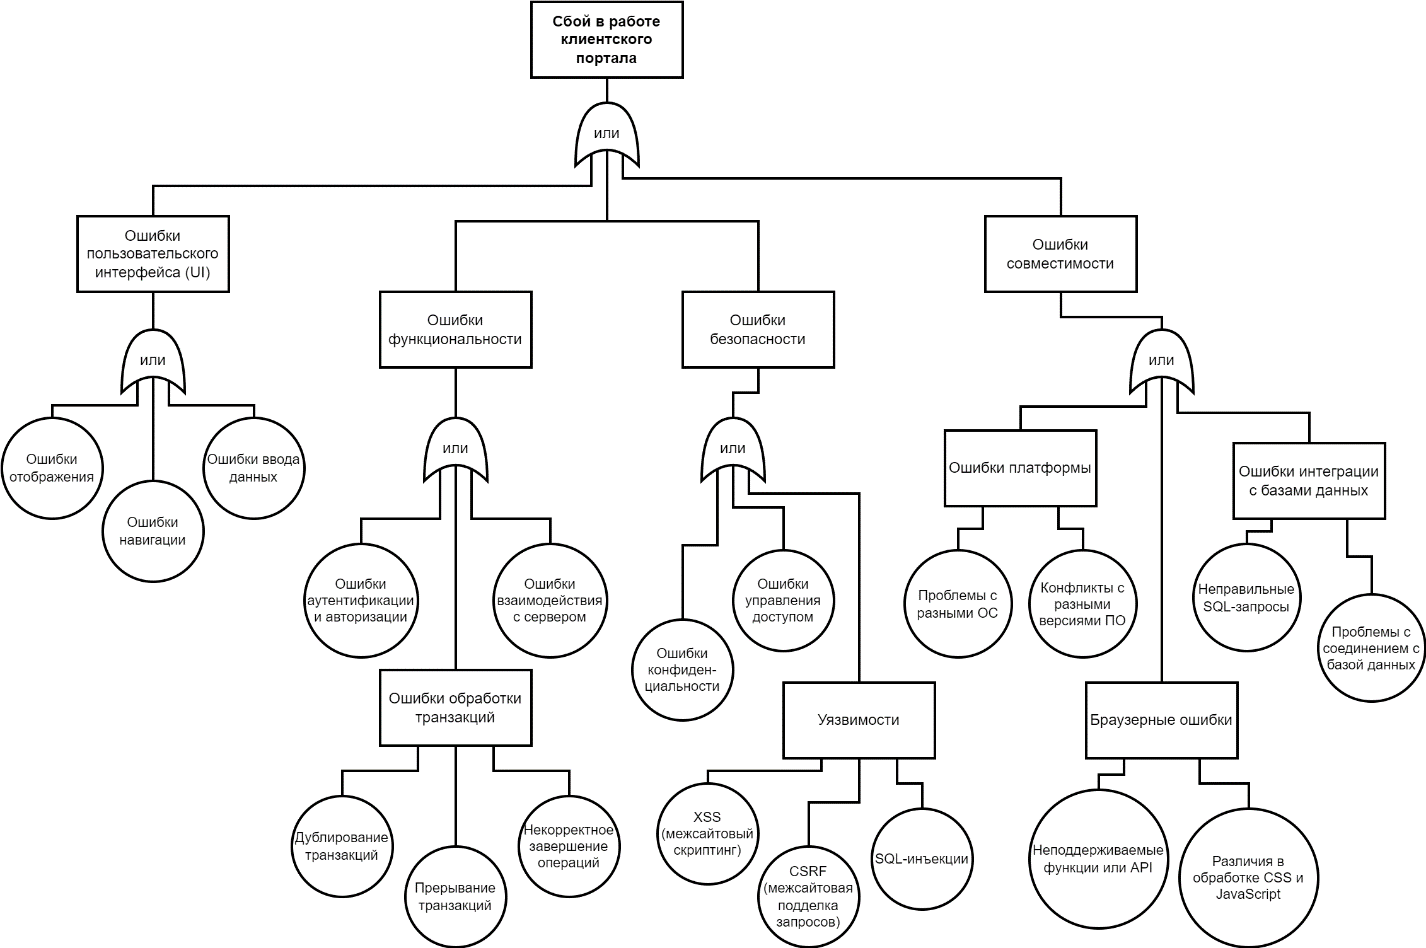 Сбой в работе
клиентского
портала
или
Ошибки
пользовательского
интерфейса (UI)
Ошибки
функциональности
Ошибки
безопасности
Ошибки
совместимости
или
или
или
или
Ошибки
отображения
Ошибки
навигации
Ошибки ввода
данных
Ошибки
аутентификации
и авторизации
Ошибки
взаимодействия
с сервером
Ошибки обработки
транзакций
Дублирование
транзакций
Прерывание
транзакций
Некорректное
завершение
операций
Ошибки
конфиден-
циальности
Ошибки
управления
доступом
Уязвимости
XSS
(межсайтовый
скриптинг)
CSRF
(межсайтовая
подделка
запросов)
SQL-инъекции
Ошибки платформы
Проблемы с
разными ОС
Конфликты с
разными
версиями ПО
Браузерные ошибки
Неподдерживаемые
функции или API
Различия в
обработке CSS и
JavaScript
Ошибки интеграции
с базами данных
Неправильные
SQL-запросы
Проблемы с
соединением с
базой данных